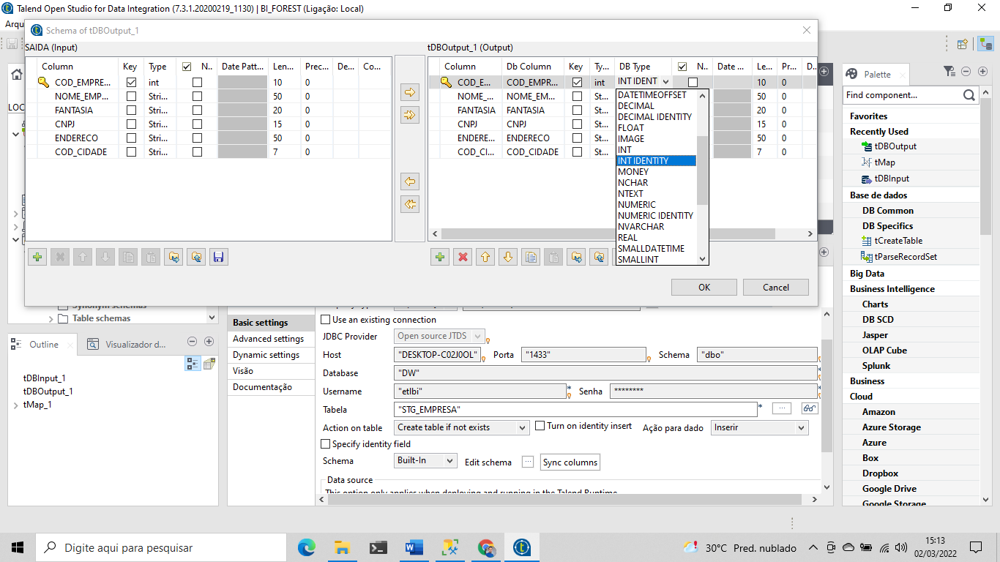 Talend Open Studio for Data Integration (7.3.1.20200219_1130) | BI_FOREST (Ligação: Local)
Arqu
Schema of tDBOutput_1
SAIDA (Input)
Column Key Type N.. Date Patt... Len... Prec... De... Co...
COD_EMPRE... int 10 0
NOME_EMP... Stri... 50 0
FANTASIA Stri... 20 0
CNPJ Stri... 15 0
ENDERECO Stri... 50 0
COD_CIDADE Stri... 7 0
tDBOutput_1 (Output)
Column Db Column Key Ty... DB Type N.. Date ... Le... Pr... D..
COD_E... COD_EMPR... int INT IDENT 10 0
NOME_... NOME_EM... St... 50 0
FANTASIA FANTASIA St... 20 0
CNPJ CNPJ St... 15 0
ENDERE... ENDERECO St... 50 0
COD_CI... COD_CIDADE St... 7 0
DATETIMEOFFSET
DECIMAL
DECIMAL IDENTITY
FLOAT
IMAGE
INT
INT IDENTITY
MONEY
NCHAR
NTEXT
NUMERIC
NUMERIC IDENTITY
NVARCHAR
REAL
SMALLDATETIME
SMALLINT
OK Cancel
LOC
Synonym schemas
Table schemas
Outline Visualizador d...
tDBInput_1
tDBOutput_1
tMap_1
Basic settings
Advanced settings
Dynamic settings
Visão
Documentação
Use an existing connection
JDBC Provider Open source JTDS
Host "DESKTOP-C02J0OL" Porta "1433" Schema "dbo"
Database "DW" *
Username "etlbi" * Senha ******** *
Tabela "STG_EMPRESA" * ...
Action on table Create table if not exists Turn on identity insert Ação para dado Inserir
Specify identity field
Schema Built-In Edit schema ... Sync columns
Data source
This option only applies when deploying and running in the Talend Runtime
Palette
Find component...
Favorites
Recently Used
tDBOutput
tMap
tDBInput
Base de dados
DB Common
DB Specifics
tCreateTable
tParseRecordSet
Big Data
Business Intelligence
Charts
DB SCD
Jasper
OLAP Cube
Splunk
Business
Cloud
Amazon
Azure Storage
Azure
Box
Dropbox
Google Drive
Google Storage
Digite aqui para pesquisar
30°C Pred. nublado
15:13
02/03/2022